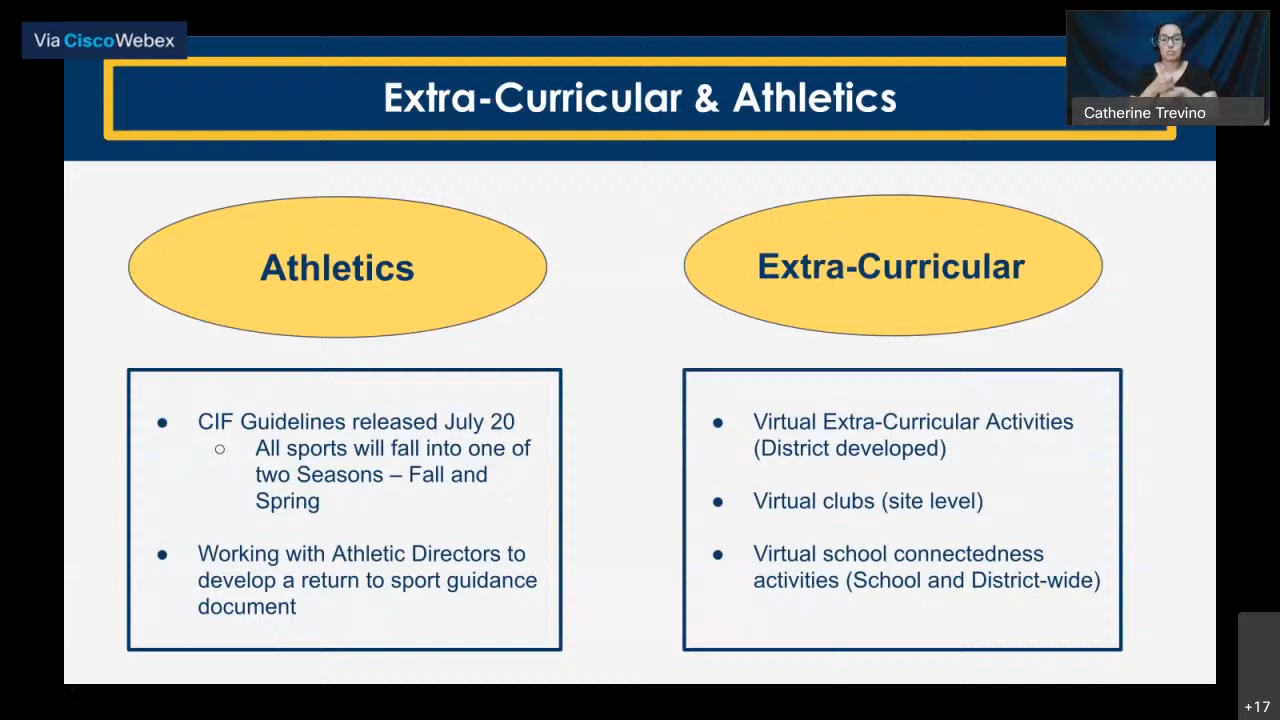 Via CiscoWebex
Extra-Curricular & Athletics
Catherine Trevino
Athletics
Extra-Curricular
● CIF Guidelines released July 20
○ All sports will fall into one of
two Seasons – Fall and
Spring
● Working with Athletic Directors to
develop a return to sport guidance
document
● Virtual Extra-Curricular Activities
(District developed)
● Virtual clubs (site level)
● Virtual school connectedness
activities (School and District-wide)
+17